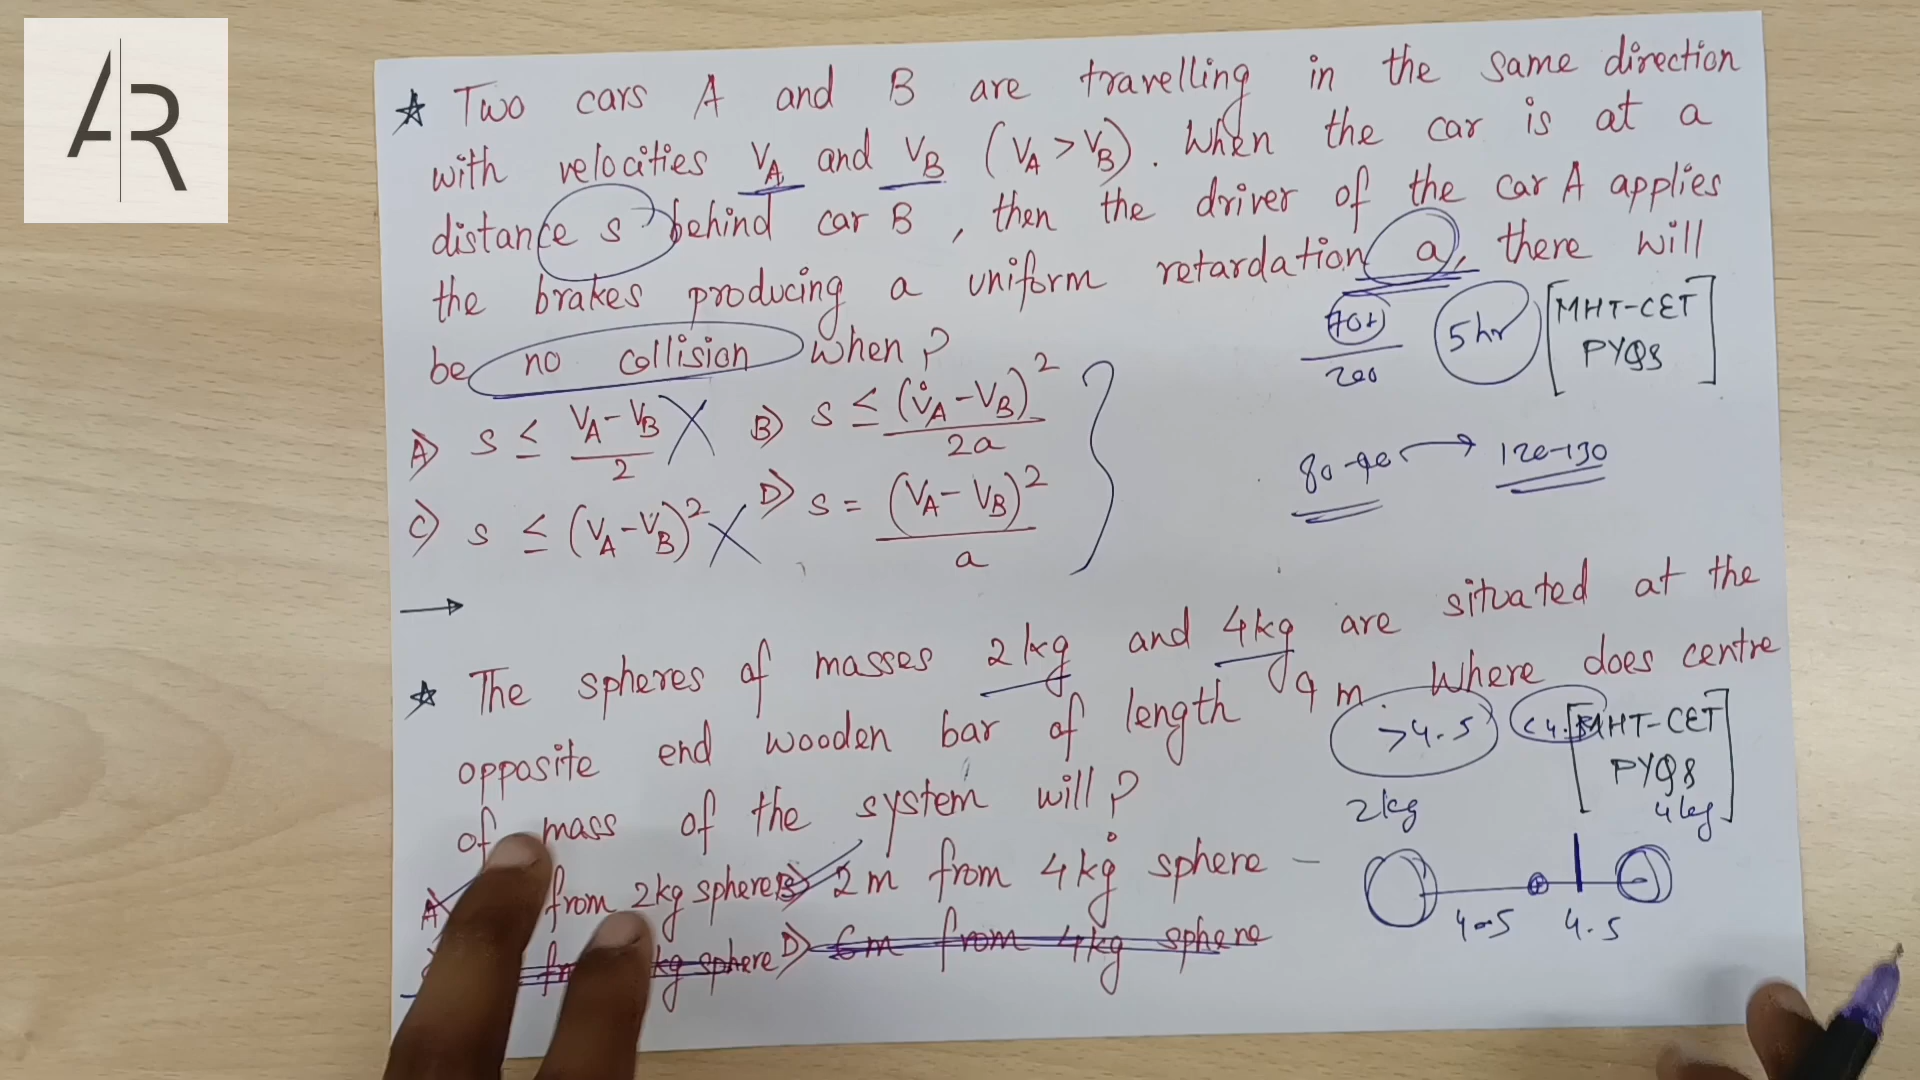 AR
Two cars A and B are travelling in the same direction
with velocities VA and VB (VA > VB). When the car is at a
distance s behind car B, then the driver of the car A applies
the brakes producing a uniform retardation a, there will
be no collision when?
[MHT-CET
PYQs]
70+
200
5hr
A) s ≤ VA - VB / 2
B) s ≤ (VA - VB)² / 2a
80-90 → 120-130
C) s ≤ (VA - VB)²
D) s = (VA - VB)² / a
The spheres of masses 2kg and 4kg are situated at the
opposite end wooden bar of length 9 m. Where does centre
of mass of the system will?
>4.5
<4.5
[MHT-CET
PYQs]
2kg
4kg
A) from 2kg sphere B) 2m from 4kg sphere
kg sphere D) 6m from 4kg sphere
4.5 4.5